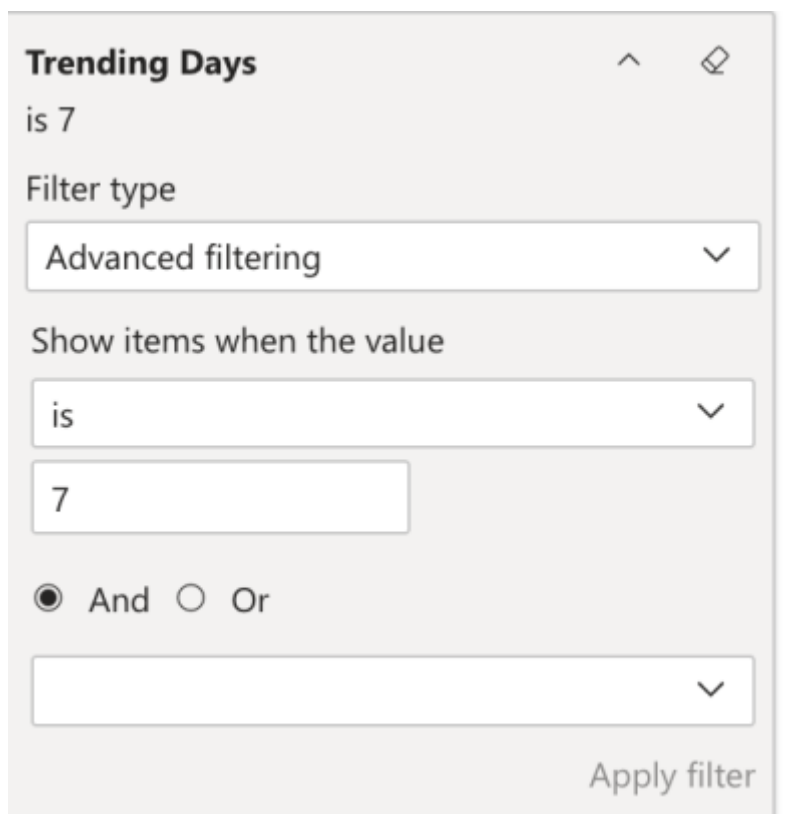 Trending Days
is 7
Filter type
Advanced filtering
Show items when the value
is
7
And Or
Apply filter